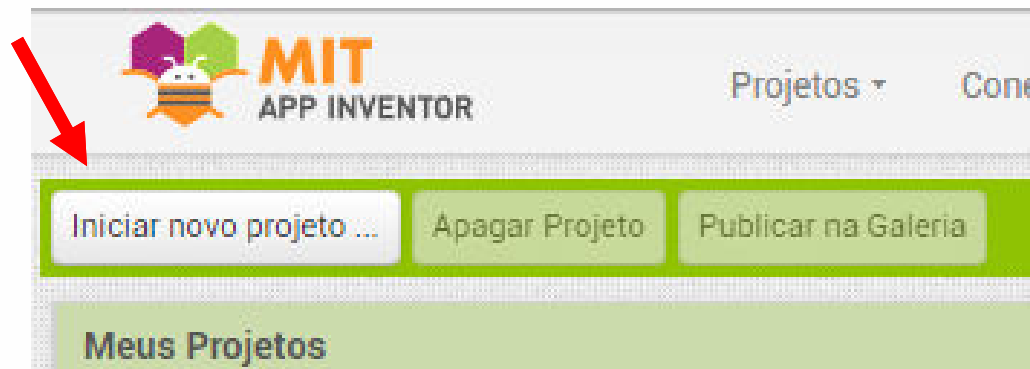 MIT
APP INVENTOR
Projetos
Iniciar novo projeto ...
Apagar Projeto
Publicar na Galeria
Meus Projetos